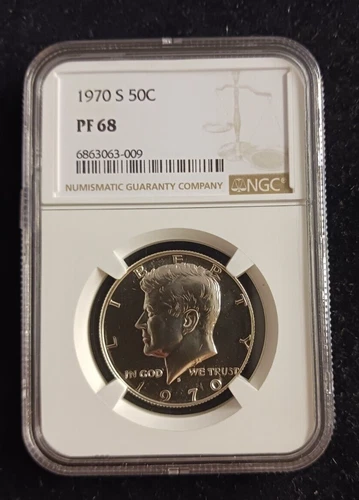 1970 S 50C
PF 68
6863063-009
NUMISMATIC GUARANTY COMPANY NGC
LIBERTY
IN GOD WE TRUST
S
1970